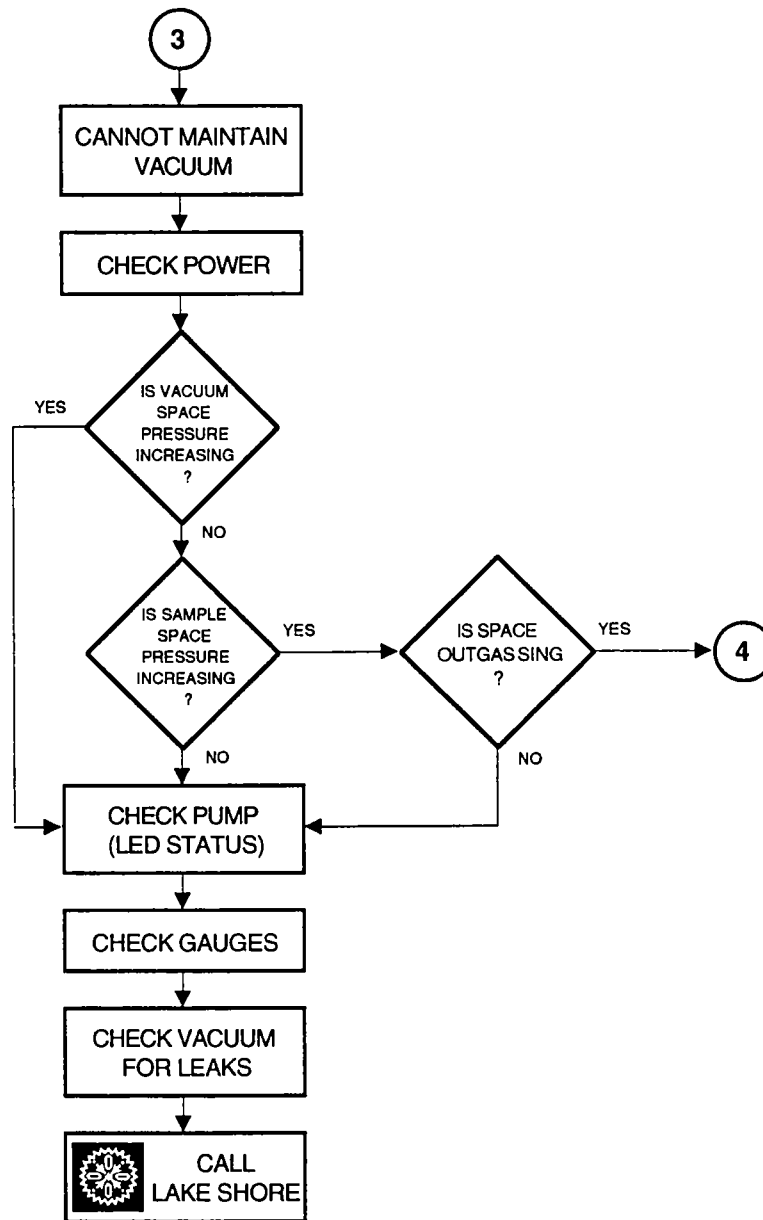 3
CANNOT MAINTAIN
VACUUM
CHECK POWER
IS VACUUM
SPACE
PRESSURE
INCREASING
?
YES
NO
IS SAMPLE
SPACE
PRESSURE
INCREASING
?
YES
IS SPACE
OUTGASSING
?
YES
4
NO
NO
CHECK PUMP
(LED STATUS)
CHECK GAUGES
CHECK VACUUM
FOR LEAKS
CALL
LAKE SHORE